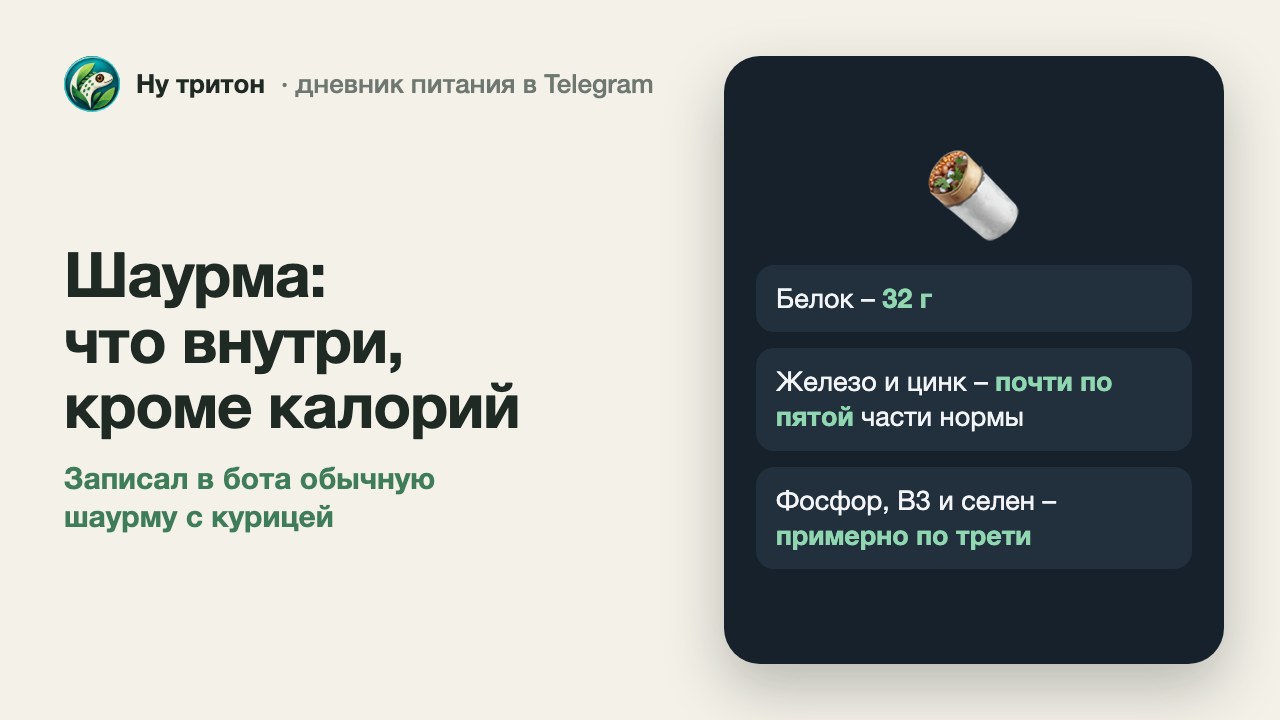 Ну тритон · дневник питания в Telegram
Шаурма:
что внутри,
кроме калорий
Записал в бота обычную
шаурму с курицей
Белок – 32 г
Железо и цинк – почти по
пятой части нормы
Фосфор, B3 и селен –
примерно по трети